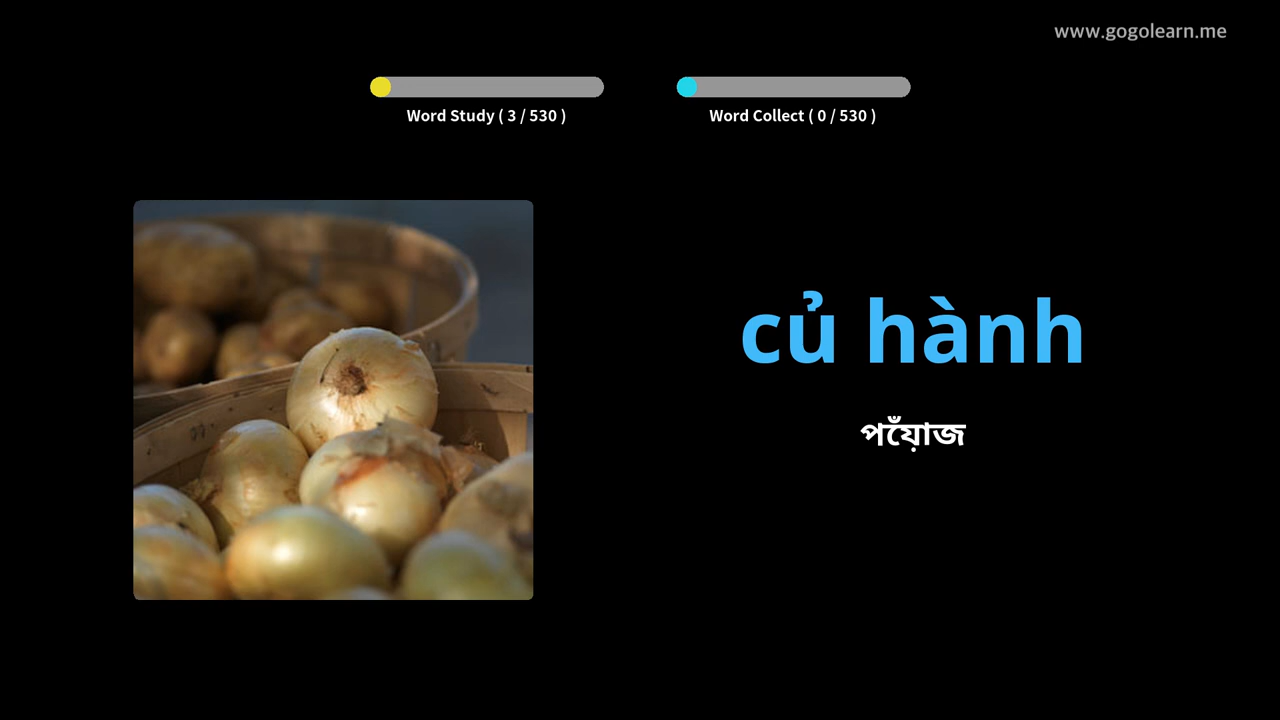 www.gogolearn.me
Word Study ( 3 / 530 )
Word Collect ( 0 / 530 )
củ hành
পেঁয়াজ